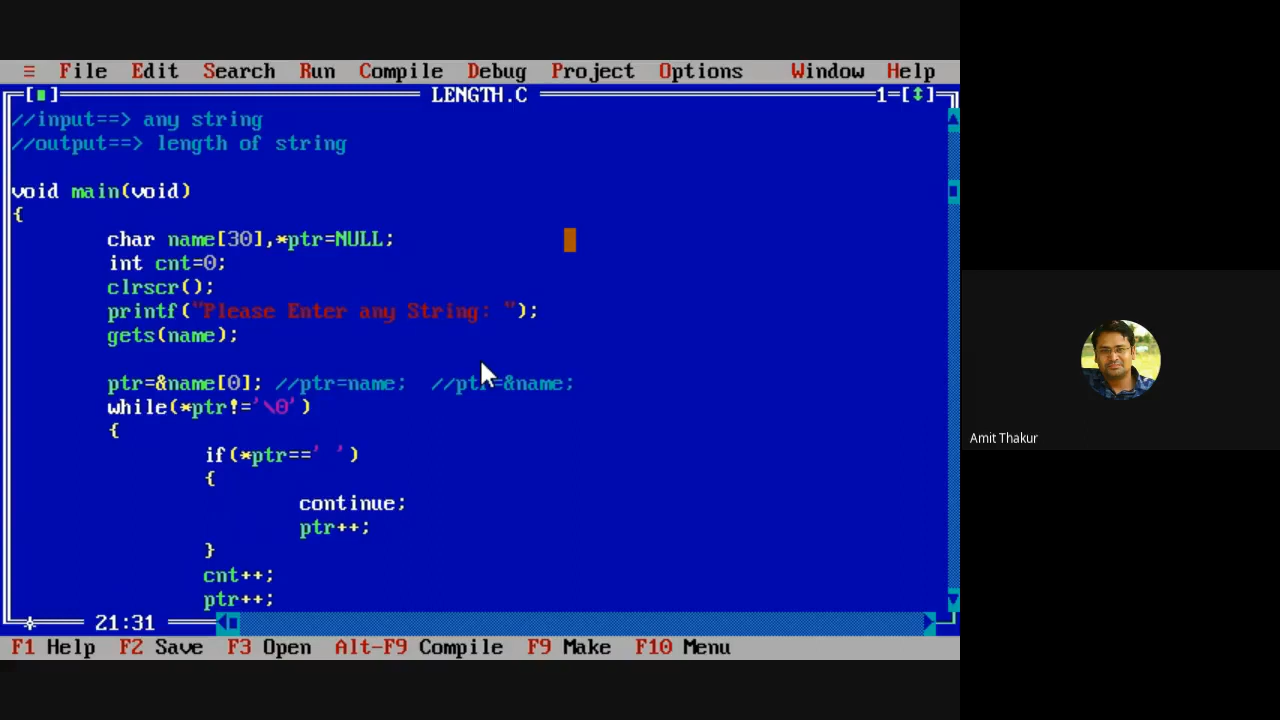 ≡ File Edit Search Run Compile Debug Project Options Window Help
[■] LENGTH.C 1=[↕]
//input==> any string
//output==> length of string
void main(void)
{
char name[30],*ptr=NULL;
int cnt=0;
clrscr();
printf("Please Enter any String: ");
gets(name);
ptr=&name[0]; //ptr=name; //ptr=&name;
while(*ptr!='\0')
{
if(*ptr==' ')
{
continue;
ptr++;
}
cnt++;
ptr++;
21:31
F1 Help F2 Save F3 Open Alt-F9 Compile F9 Make F10 Menu
Amit Thakur